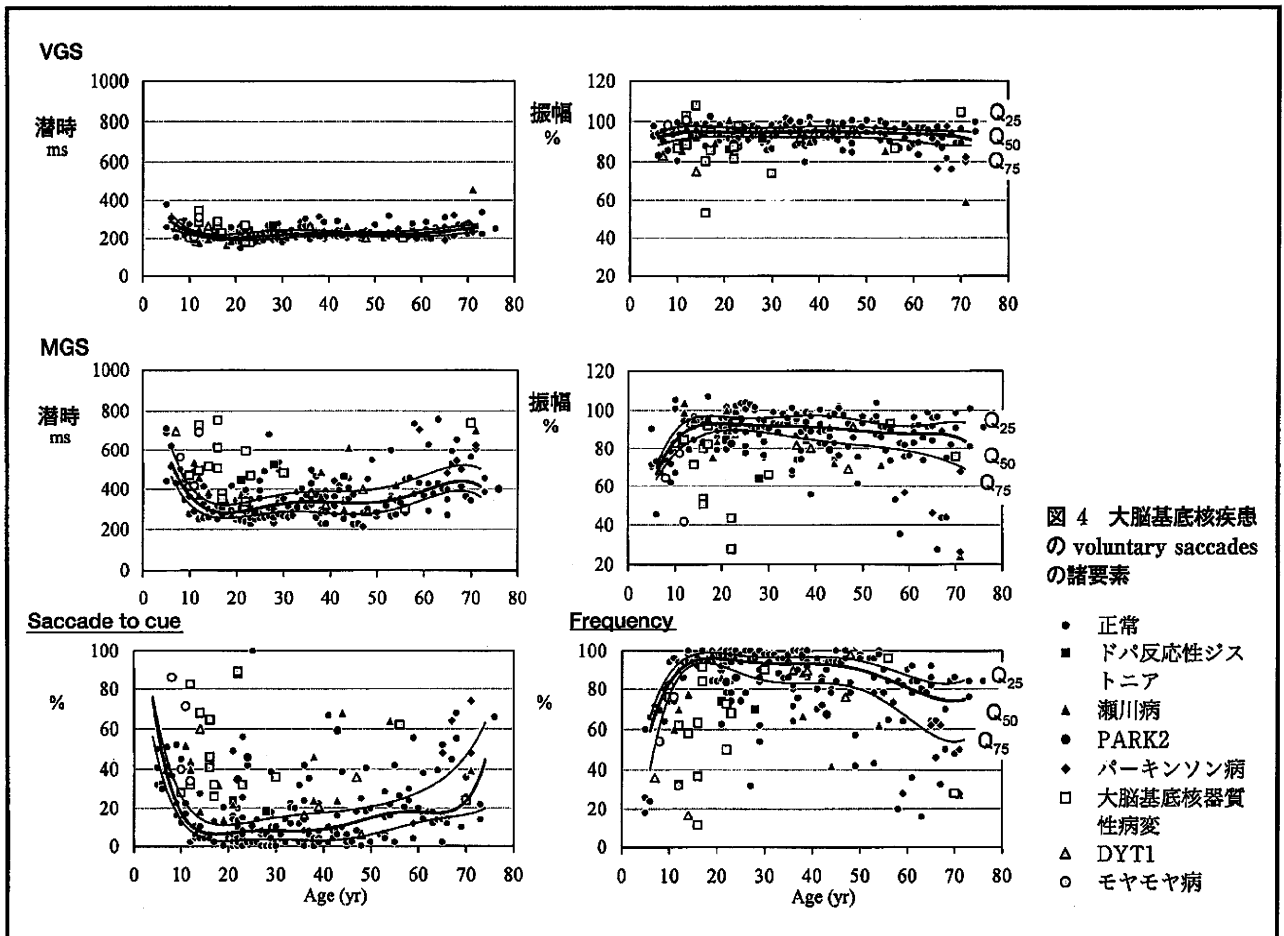 VGS
潜時
ms
1000
800
600
400
200
0
0 10 20 30 40 50 60 70 80
振幅
%
120
100
80
60
40
20
0 10 20 30 40 50 60 70 80
Q25
Q50
Q75
MGS
潜時
ms
1000
800
600
400
200
0
0 10 20 30 40 50 60 70 80
振幅
%
120
100
80
60
40
20
0 10 20 30 40 50 60 70 80
Q25
Q50
Q75
Saccade to cue
%
100
80
60
40
20
0
0 10 20 30 40 50 60 70 80
Age (yr)
Frequency
%
100
80
60
40
20
0
0 10 20 30 40 50 60 70 80
Age (yr)
Q25
Q50
Q75
図 4 大脳基底核疾患
の voluntary saccades
の諸要素
● 正常
■ ドパ反応性ジス
トニア
▲ 瀬川病
● PARK2
◆ パーキンソン病
□ 大脳基底核器質
性病変
△ DYT1
○ モヤモヤ病